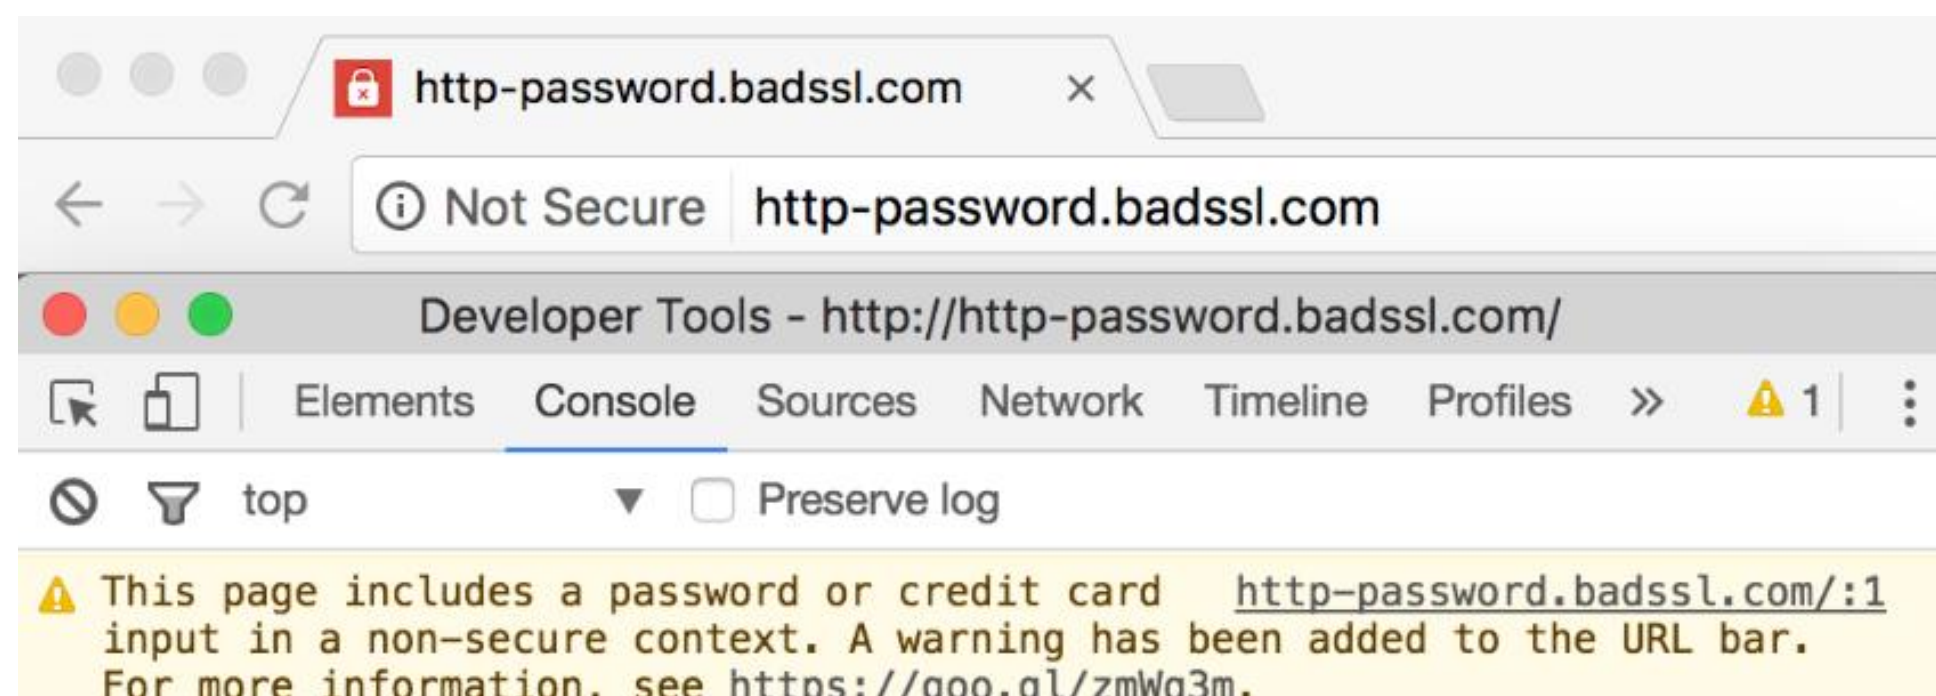 http-password.badssl.com ×
Not Secure http-password.badssl.com
Developer Tools - http://http-password.badssl.com/
Elements Console Sources Network Timeline Profiles » 1
top Preserve log
This page includes a password or credit card http-password.badssl.com/:1
input in a non-secure context. A warning has been added to the URL bar.
For more information, see https://goo.gl/zmWq3m.